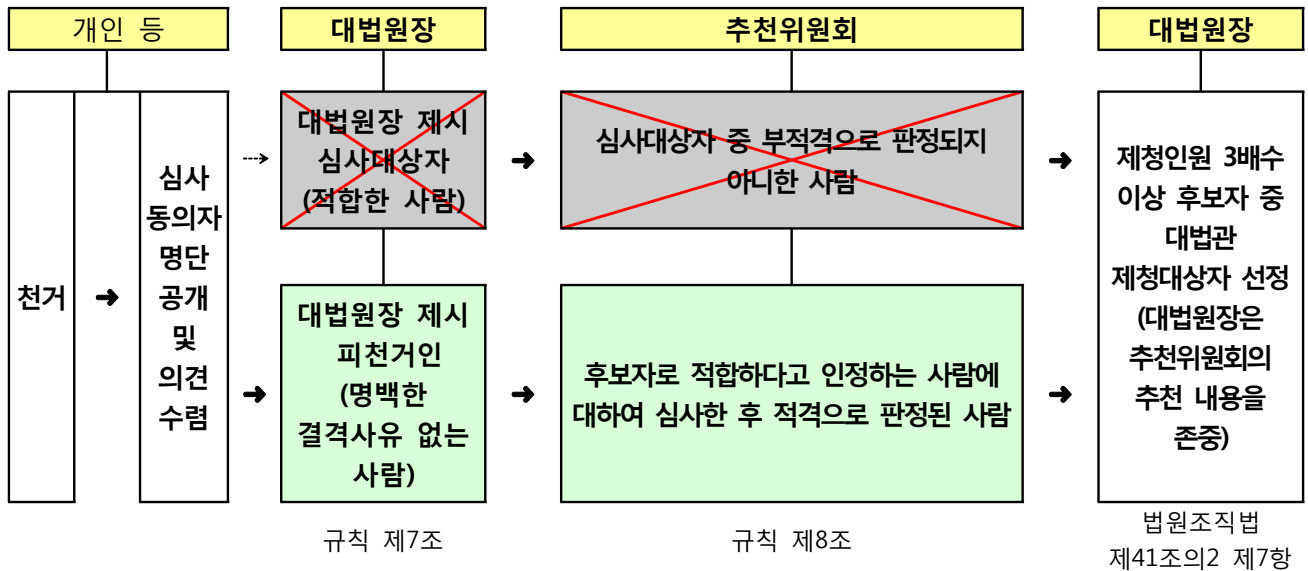 개인 등
대법원장
추천위원회
대법원장
천거
➜
심사
동의자
명단
공개
및
의견
수렴
대법원장 제시
심사대상자
(적합한 사람)
➜
심사대상자 중 부적격으로 판정되지
아니한 사람
➜
➜
대법원장 제시
피천거인
(명백한
결격사유 없는
사람)
➜
후보자로 적합하다고 인정하는 사람에
대하여 심사한 후 적격으로 판정된 사람
➜
제청인원 3배수
이상 후보자 중
대법관
제청대상자 선정
(대법원장은
추천위원회의
추천 내용을
존중)
규칙 제7조
규칙 제8조
법원조직법
제41조의2 제7항